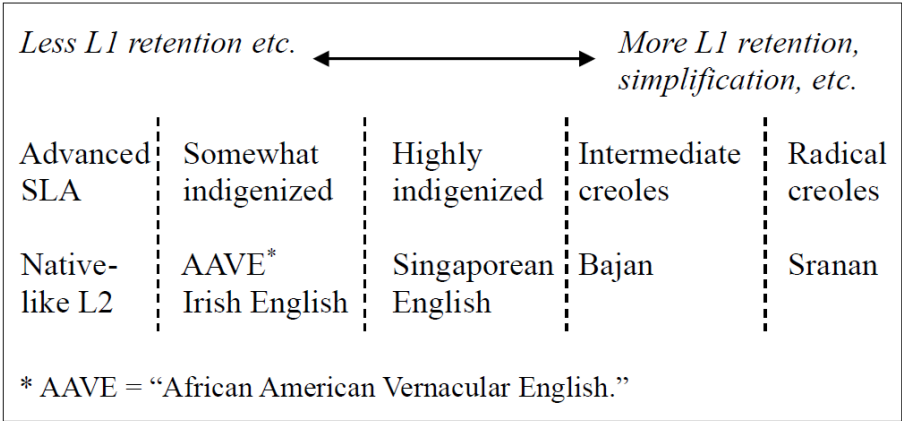 Less L1 retention etc.
More L1 retention,
simplification, etc.
Advanced SLA
Somewhat indigenized
Highly indigenized
Intermediate creoles
Radical creoles
Native-like L2
AAVE*
Irish English
Singaporean English
Bajan
Sranan
* AAVE = “African American Vernacular English.”